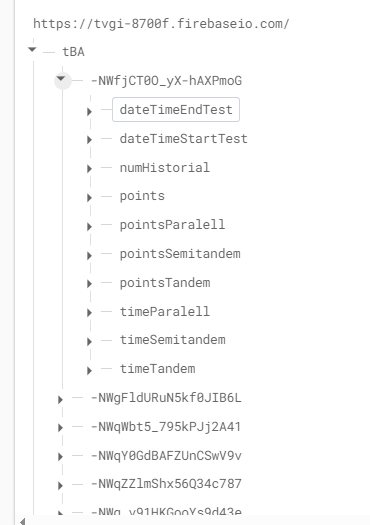 https://tvgi-8700f.firebaseio.com/
tBA
-NWfjCT0O_yX-hAXPmoG
dateTimeEndTest
dateTimeStartTest
numHistorial
points
pointsParalell
pointsSemitandem
pointsTandem
timeParalell
timeSemitandem
timeTandem
-NWgFldURuN5kf0JIB6L
-NWqWbt5_795kPJj2A41
-NWqY0GdBAFZUnCSwV9v
-NWqZZlmShx56Q34c787